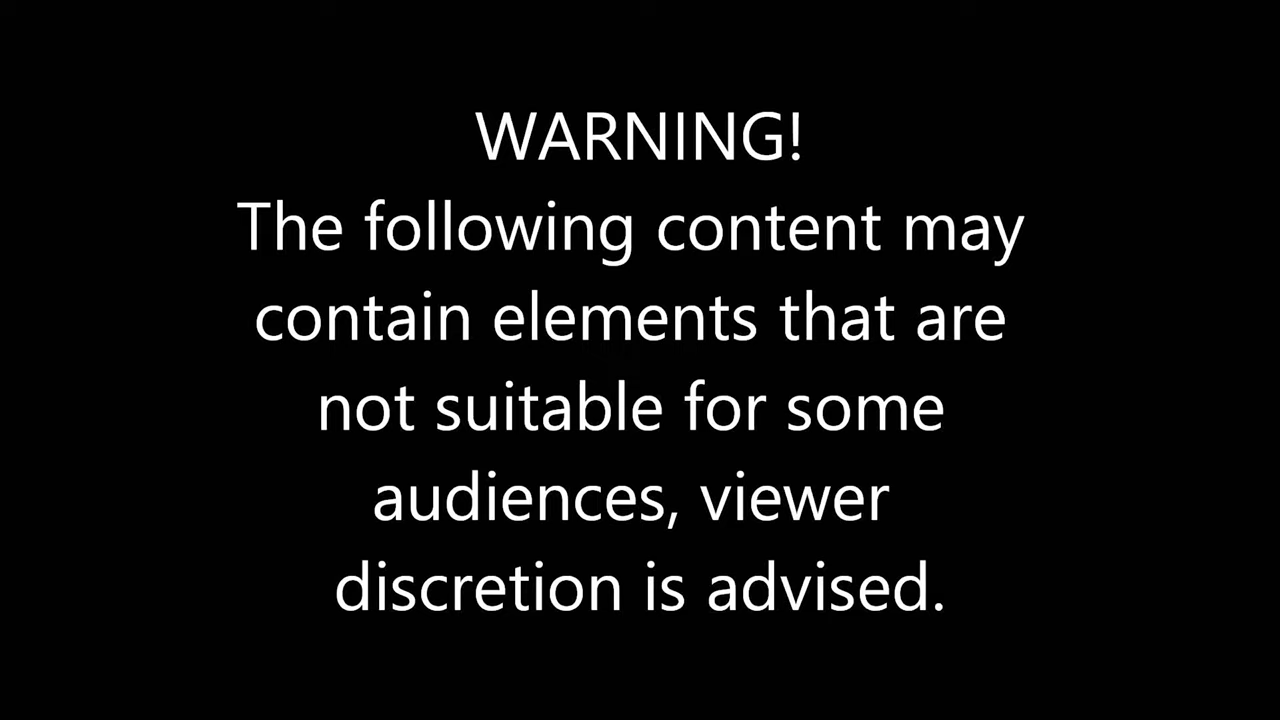 WARNING!
The following content may
contain elements that are
not suitable for some
audiences, viewer
discretion is advised.